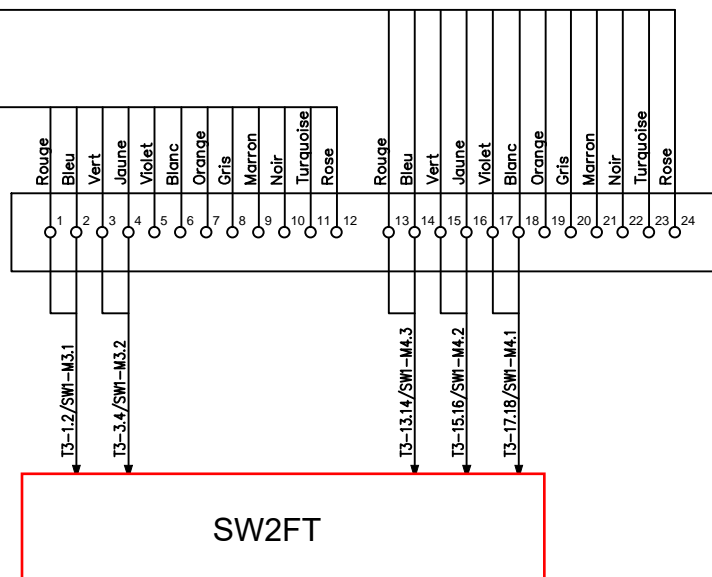 Rouge
Bleu
Vert
Jaune
Violet
Blanc
Orange
Gris
Marron
Noir
Turquoise
Rose
Rouge
Bleu
Vert
Jaune
Violet
Blanc
Orange
Gris
Marron
Noir
Turquoise
Rose
1 2 3 4 5 6 7 8 9 10 11 12 13 14 15 16 17 18 19 20 21 22 23 24
T3-1.2/SW1-M3.1
T3-3.4/SW1-M3.2
T3-13.14/SW1-M4.3
T3-15.16/SW1-M4.2
T3-17.18/SW1-M4.1
SW2FT